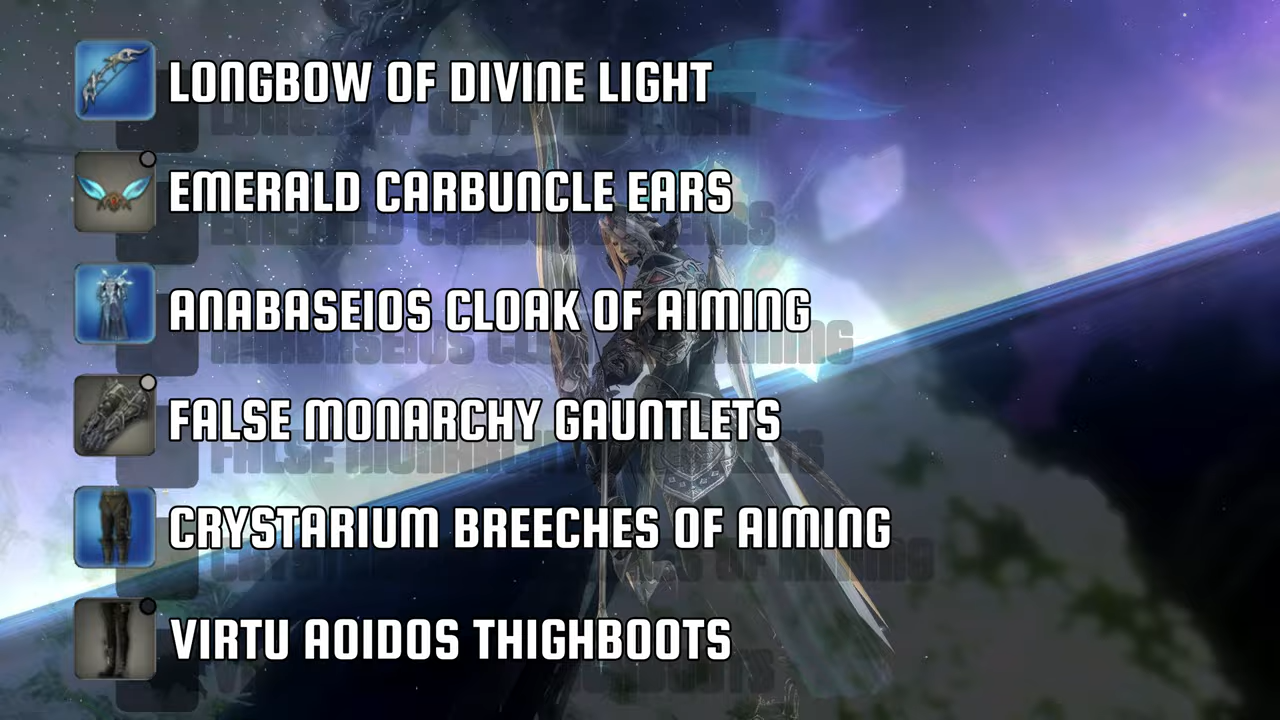 LONGBOW OF DIVINE LIGHT
EMERALD CARBUNCLE EARS
ANABASEIOS CLOAK OF AIMING
FALSE MONARCHY GAUNTLETS
CRYSTARIUM BREECHES OF AIMING
VIRTU AOIDOS THIGHBOOTS